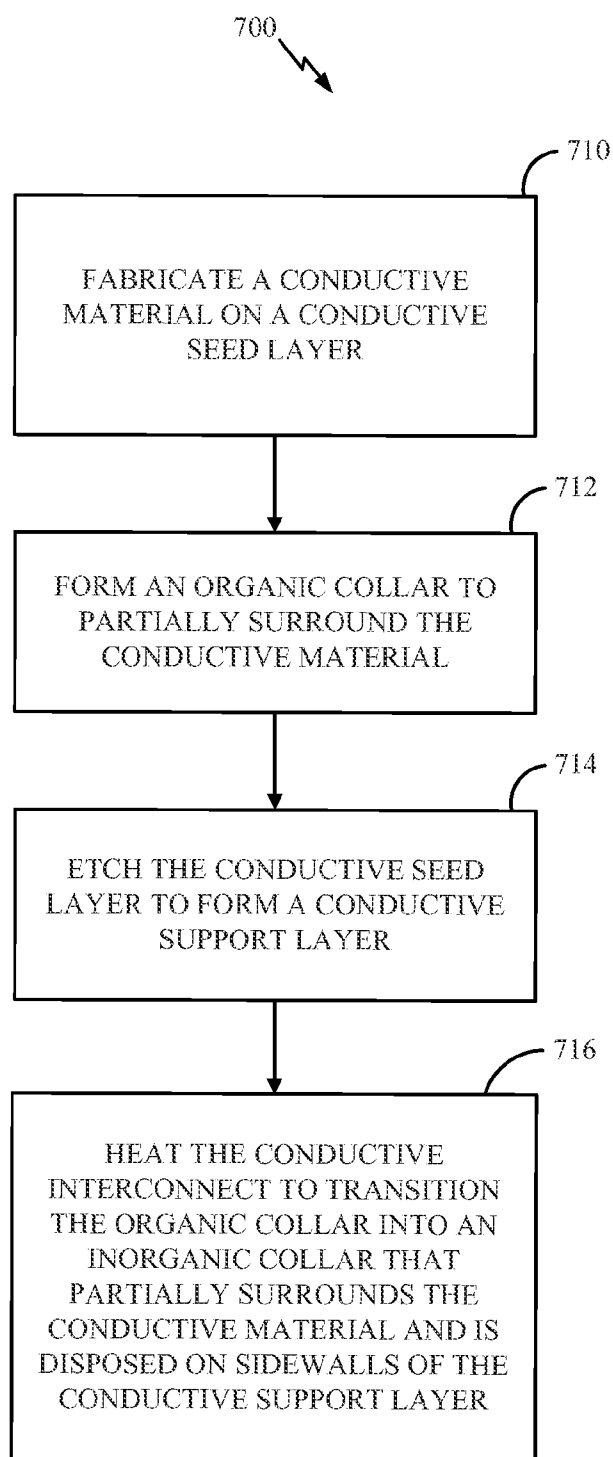 700
710
FABRICATE A CONDUCTIVE
MATERIAL ON A CONDUCTIVE
SEED LAYER
712
FORM AN ORGANIC COLLAR TO
PARTIALLY SURROUND THE
CONDUCTIVE MATERIAL
714
ETCH THE CONDUCTIVE SEED
LAYER TO FORM A CONDUCTIVE
SUPPORT LAYER
716
HEAT THE CONDUCTIVE
INTERCONNECT TO TRANSITION
THE ORGANIC COLLAR INTO AN
INORGANIC COLLAR THAT
PARTIALLY SURROUNDS THE
CONDUCTIVE MATERIAL AND IS
DISPOSED ON SIDEWALLS OF THE
CONDUCTIVE SUPPORT LAYER